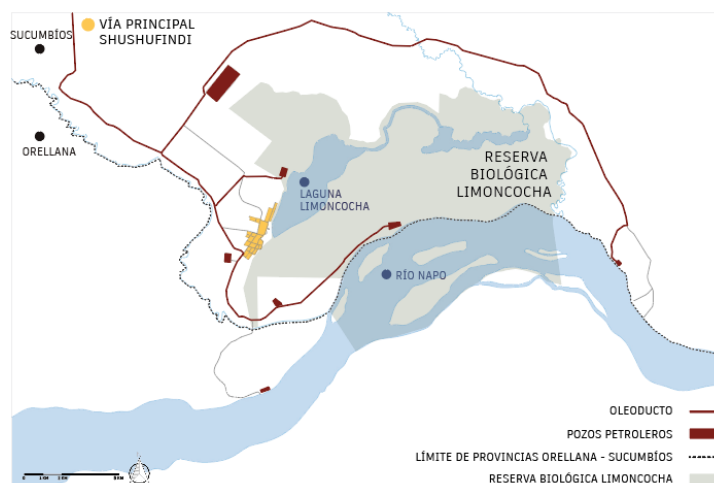 VÍA PRINCIPAL
SHUSHUFINDI
SUCUMBÍOS
ORELLANA
RESERVA
BIOLÓGICA
LIMONCOCHA
LAGUNA
LIMONCOCHA
RÍO NAPO
OLEODUCTO
POZOS PETROLEROS
LÍMITE DE PROVINCIAS ORELLANA - SUCUMBÍOS
RESERVA BIOLÓGICA LIMONCOCHA